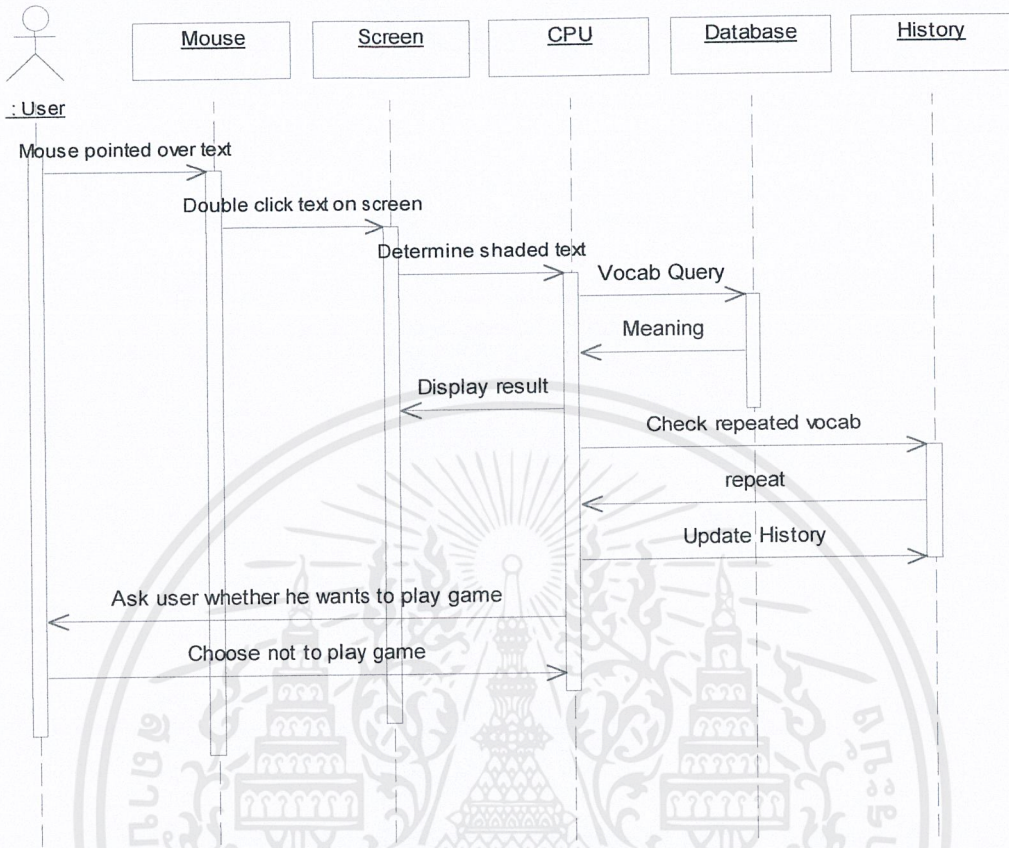 Mouse
Screen
CPU
Database
History
: User
Mouse pointed over text
Double click text on screen
Determine shaded text
Vocab Query
Meaning
Display result
Check repeated vocab
repeat
Update History
Ask user whether he wants to play game
Choose not to play game